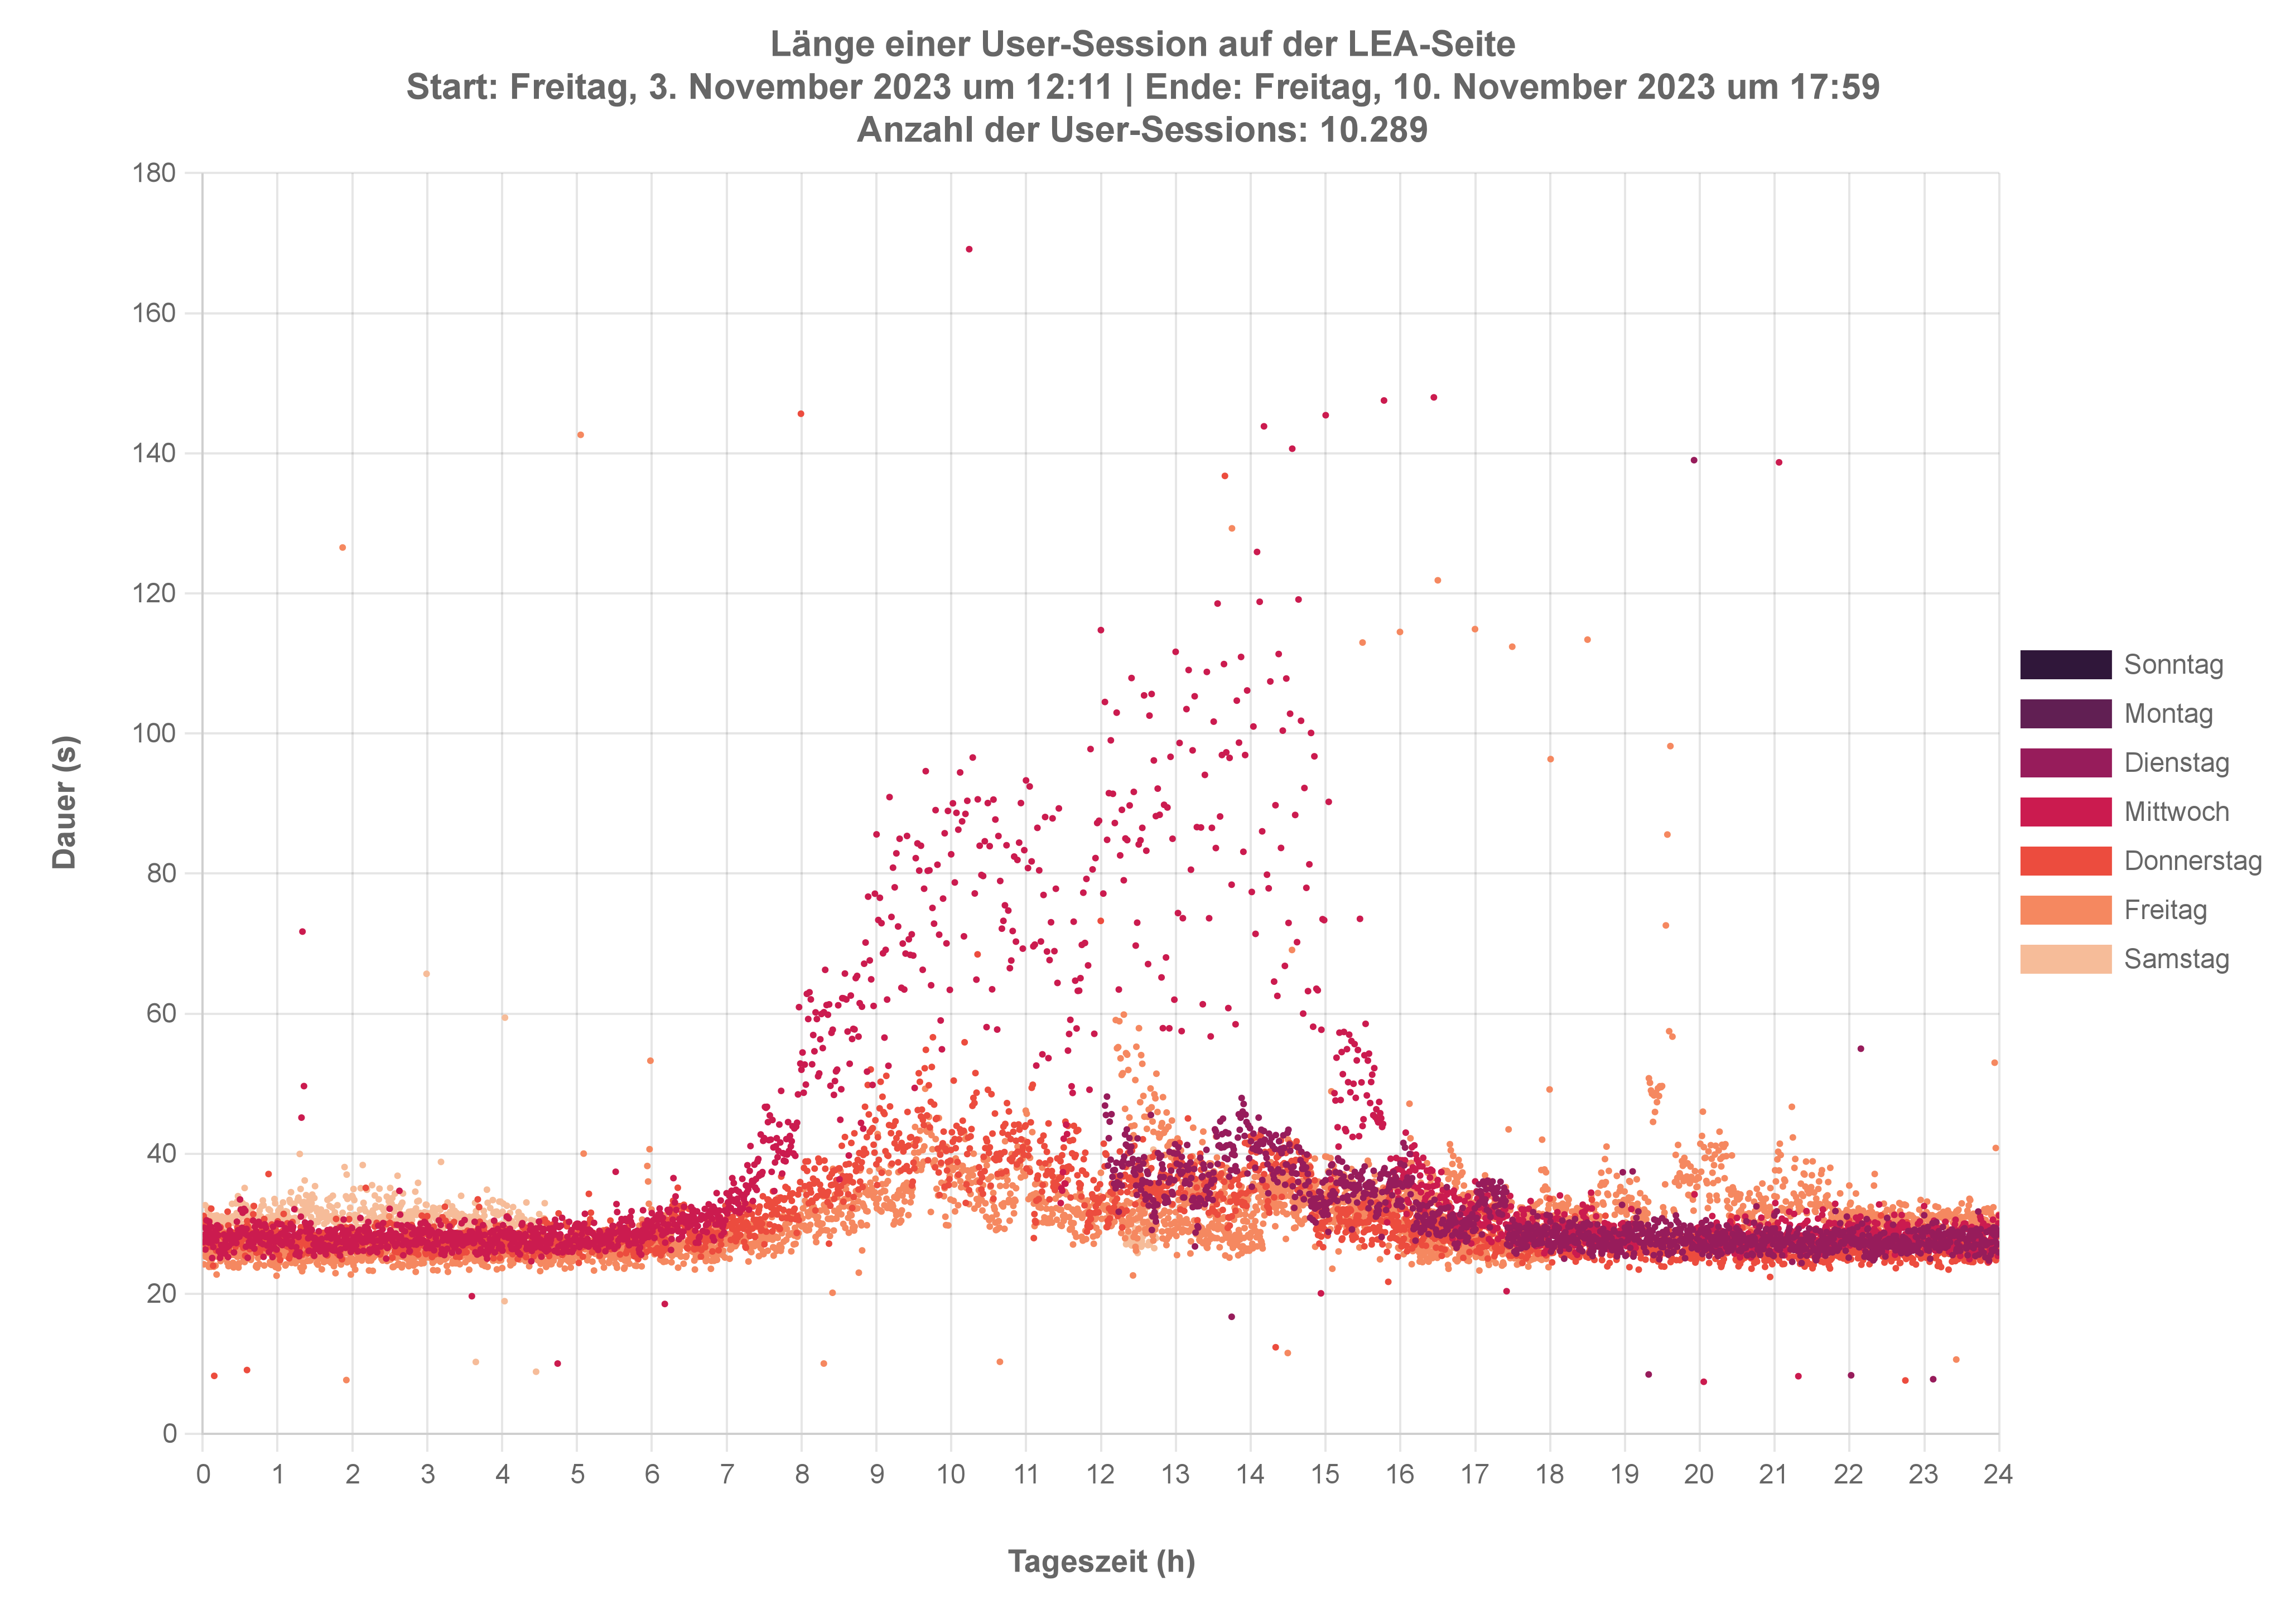 Länge einer User-Session auf der LEA-Seite
Start: Freitag, 3. November 2023 um 12:11 | Ende: Freitag, 10. November 2023 um 17:59
Anzahl der User-Sessions: 10.289
180
160
140
120
100
80
60
40
20
0
Dauer (s)
0 1 2 3 4 5 6 7 8 9 10 11 12 13 14 15 16 17 18 19 20 21 22 23 24
Tageszeit (h)
Sonntag
Montag
Dienstag
Mittwoch
Donnerstag
Freitag
Samstag